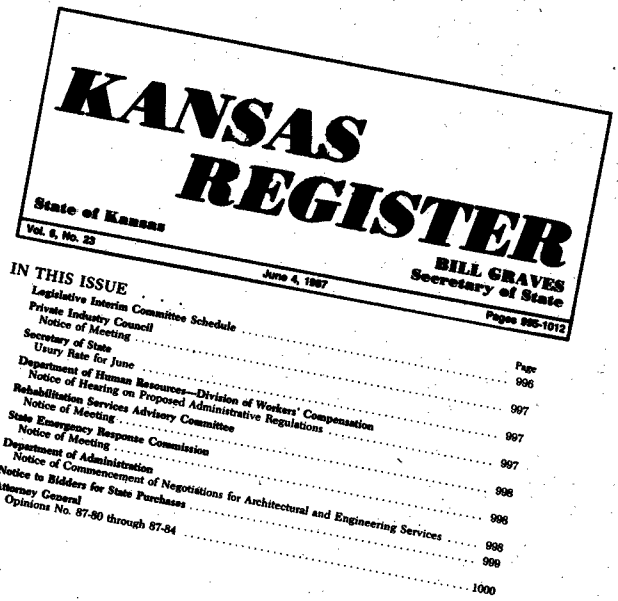 KANSAS
REGISTER
State of Kansas
BILL GRAVES
Secretary of State
Vol. 6, No. 23 June 4, 1987 Pages 995-1012
IN THIS ISSUE . . .
Page
Legislative Interim Committee Schedule ........ 996
Private Industry Council
Notice of Meeting ........ 997
Secretary of State
Usury Rate for June ........ 997
Department of Human Resources—Division of Workers' Compensation
Notice of Hearing on Proposed Administrative Regulations ........ 997
Rehabilitation Services Advisory Committee
Notice of Meeting ........ 998
State Emergency Response Commission
Notice of Meeting ........ 998
Department of Administration
Notice of Commencement of Negotiations for Architectural and Engineering Services ..... 998
Notice to Bidders for State Purchases ........ 999
Attorney General
Opinions No. 87-80 through 87-84 ........ 1000